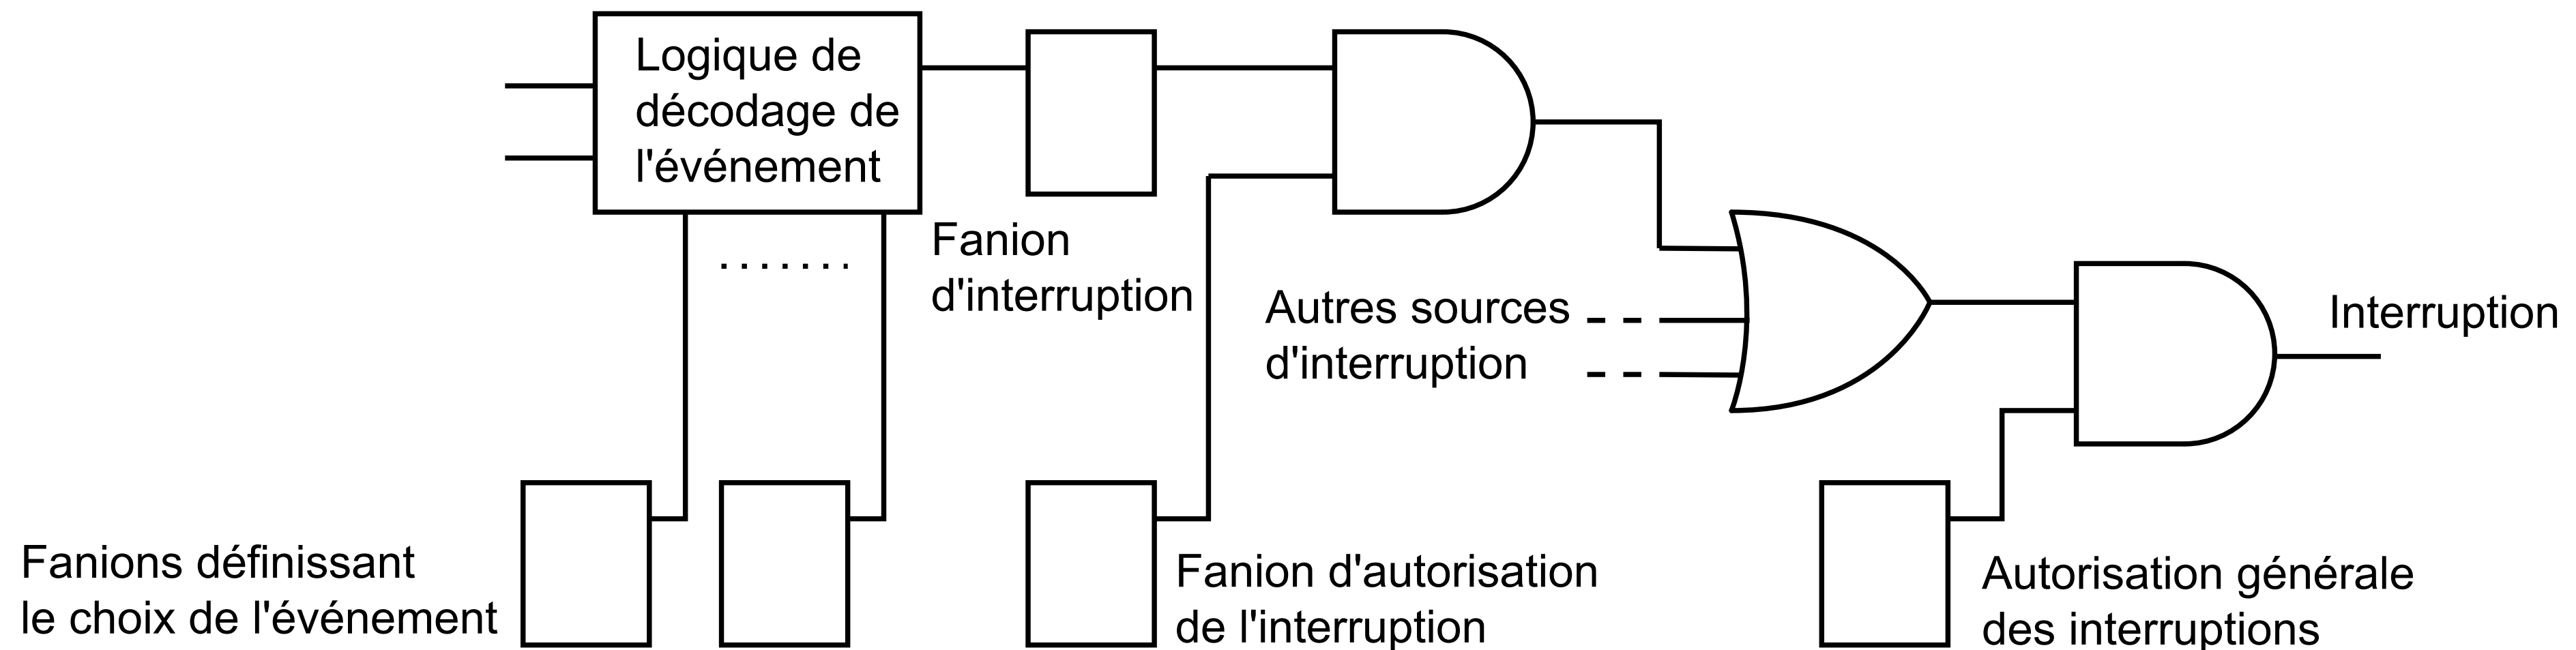 Logique de
décodage de
l'événement
Fanion
d'interruption
Autres sources
d'interruption
Interruption
Fanions définissant
le choix de l'événement
Fanion d'autorisation
de l'interruption
Autorisation générale
des interruptions